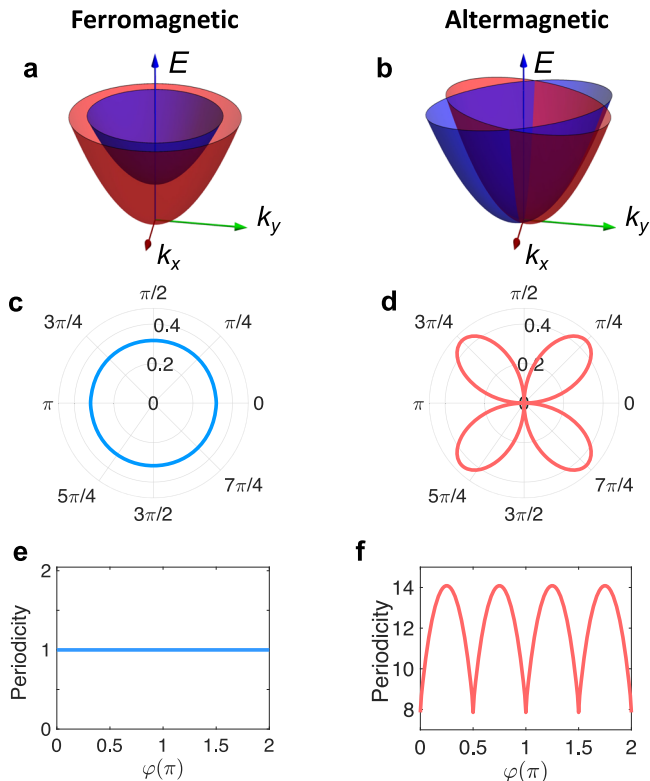 Ferromagnetic Altermagnetic
a E b E
k_y k_y
k_x k_x
c d
π/2 π/2
3π/4 0.4 π/4 3π/4 0.4 π/4
0.2 0.2
π 0 0 π 0 0
5π/4 7π/4 5π/4 7π/4
3π/2 3π/2
e f
2 14
Periodicity 1 Periodicity 12
10
0 8
0 0.5 1 1.5 2 0 0.5 1 1.5 2
φ(π) φ(π)